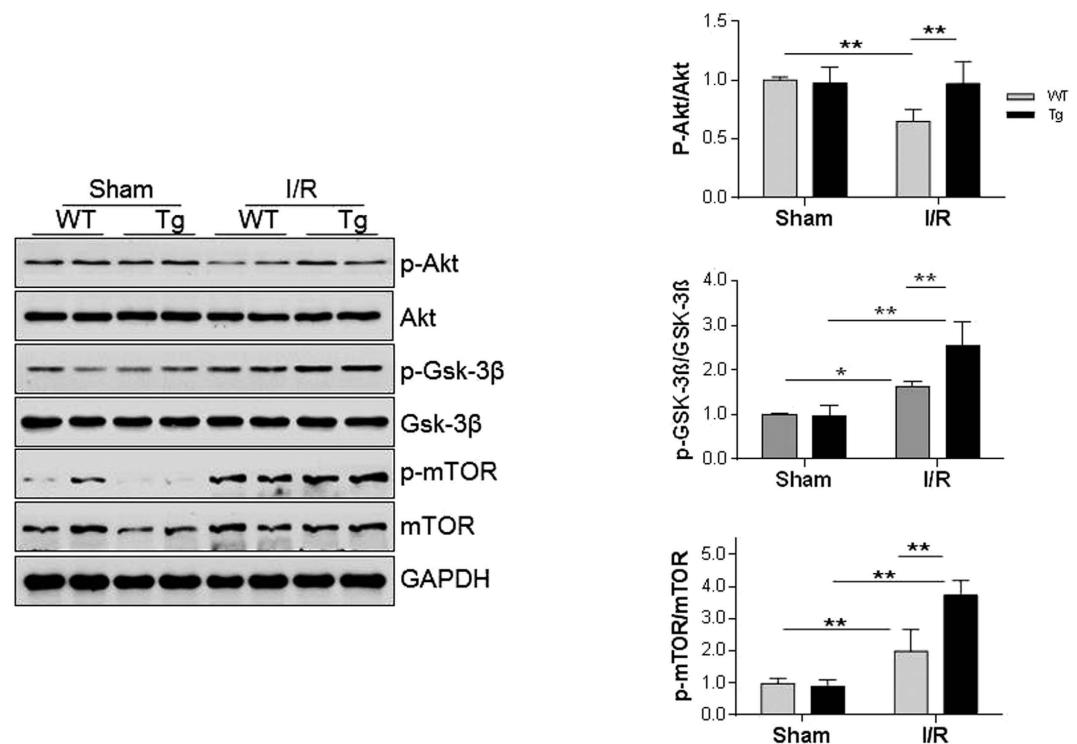 Sham I/R
WT Tg WT Tg
p-Akt
Akt
p-Gsk-3β
Gsk-3β
p-mTOR
mTOR
GAPDH
P-Akt/Akt
1.5
1.0
0.5
0.0
**
**
Sham I/R
WT
Tg
p-GSK-3ß/GSK-3ß
4.0
3.0
2.0
1.0
0.0
**
**
*
Sham I/R
p-mTOR/mTOR
5.0
4.0
3.0
2.0
1.0
0.0
**
**
**
Sham I/R